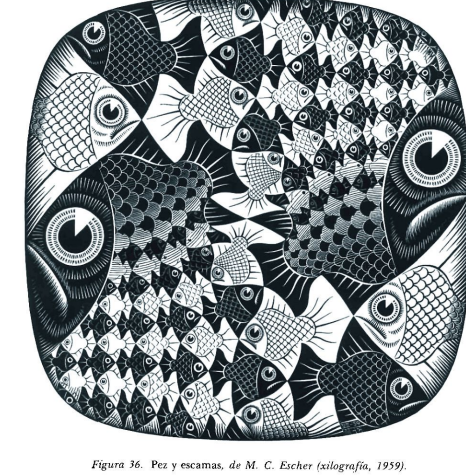 Figura 36. Pez y escamas, de M. C. Escher (xilografía, 1959).